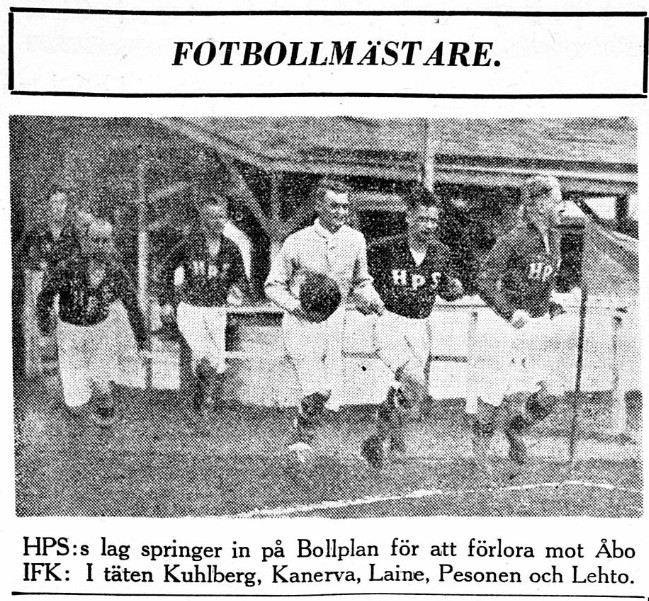 FOTBOLLMÄSTARE.
HPS
HPS
HPS
HPS
HPS:s lag springer in på Bollplan för att förlora mot Åbo
IFK: I täten Kuhlberg, Kanerva, Laine, Pesonen och Lehto.